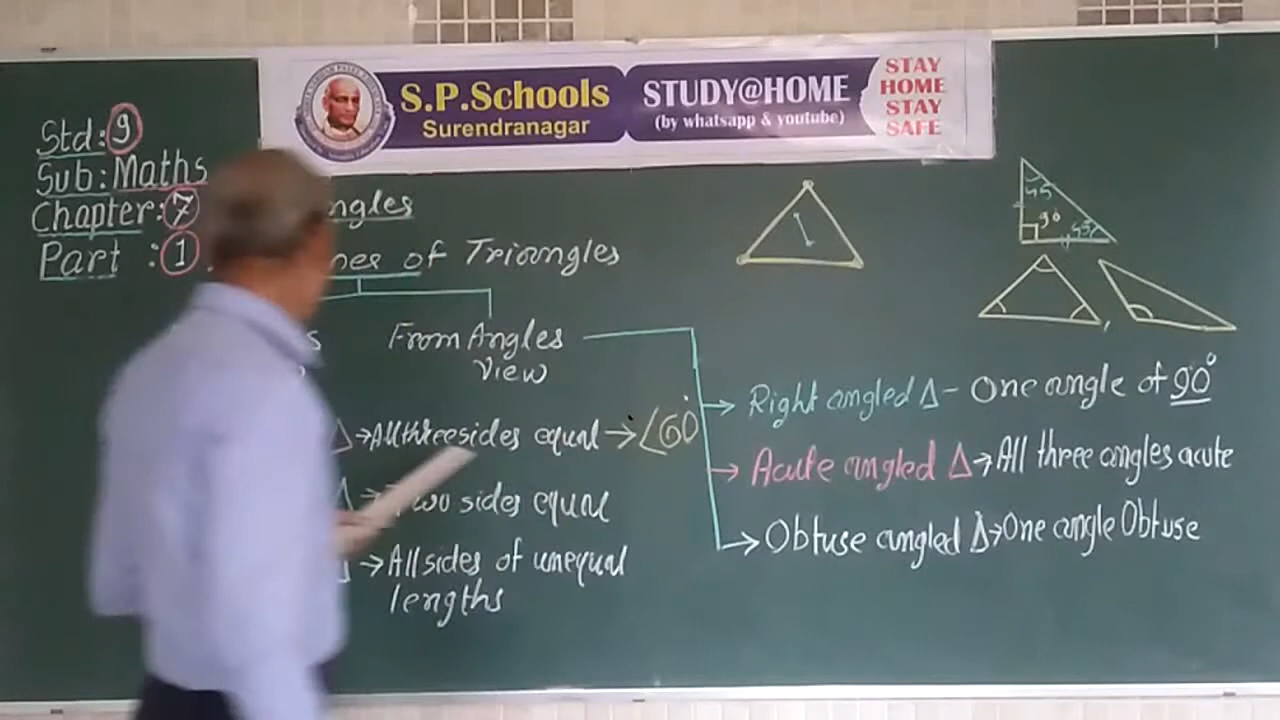 S.P.Schools
Surendranagar
STUDY@HOME
(by whatsapp & youtube)
STAY
HOME
STAY
SAFE
Std: 9
Sub: Maths
Chapter: 7
Part : 1
ngles
of Triangles
From Angles
View
Δ→All three sides equal→∠60°
Δ→Two sides equal
→All sides of unequal
lengths
45
90
45
→Right angled Δ- One angle of 90°
→Acute angled Δ→All three angles acute
→Obtuse angled Δ→One angle Obtuse